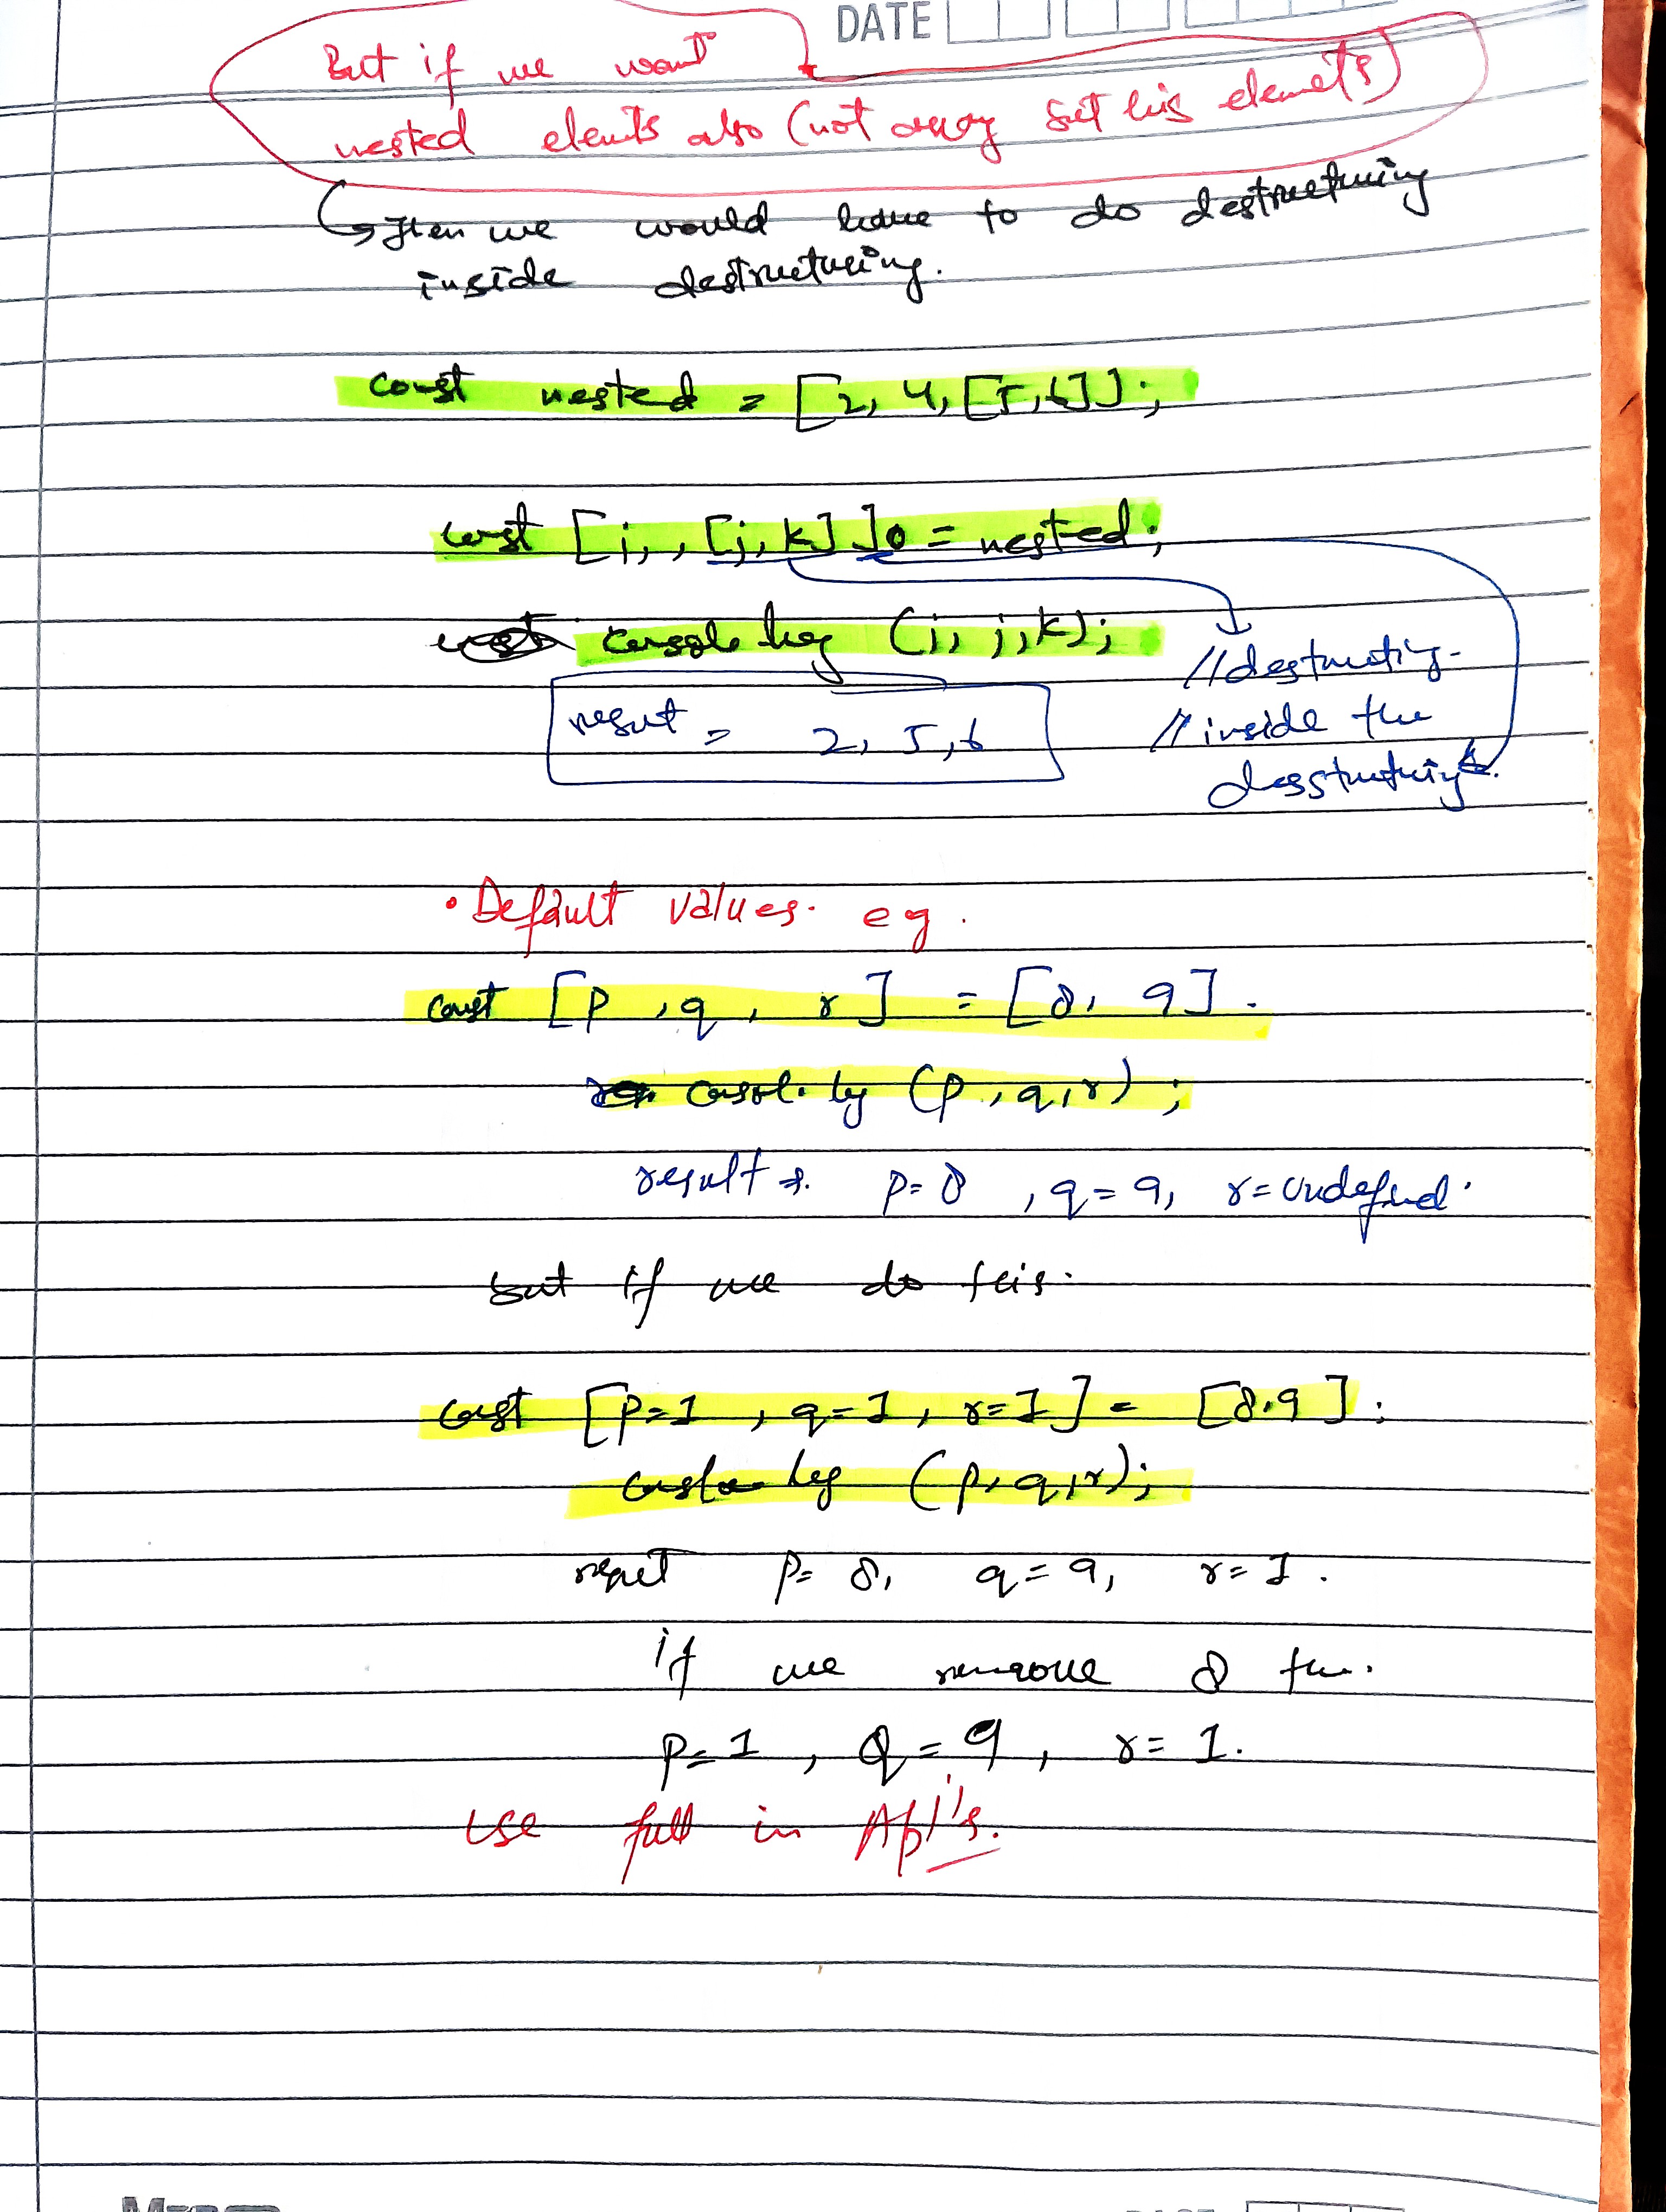 DATE
But if we want
nested elemts also (not array but his elements)
Then we would have to do destructuring
inside destructuring.
const nested = [2, 4, [5, 6]];
const [i, , [j, k] ] = nested;
console.log (i, j, k);
//destructing
result = 2, 5, 6
// inside the
desstructuring.
• Default values. eg.
const [p, q, r] = [8, 9].
consol. log (p, q, r);
result → p=8, q=9, r=undefined.
but if we do this.
const [p=1, q=1, r=1] = [8,9];
console log (p, q, r);
result p=8, q=9, r=1.
if we remove 8 then.
p=1, Q=9, r=1.
use full in API's.